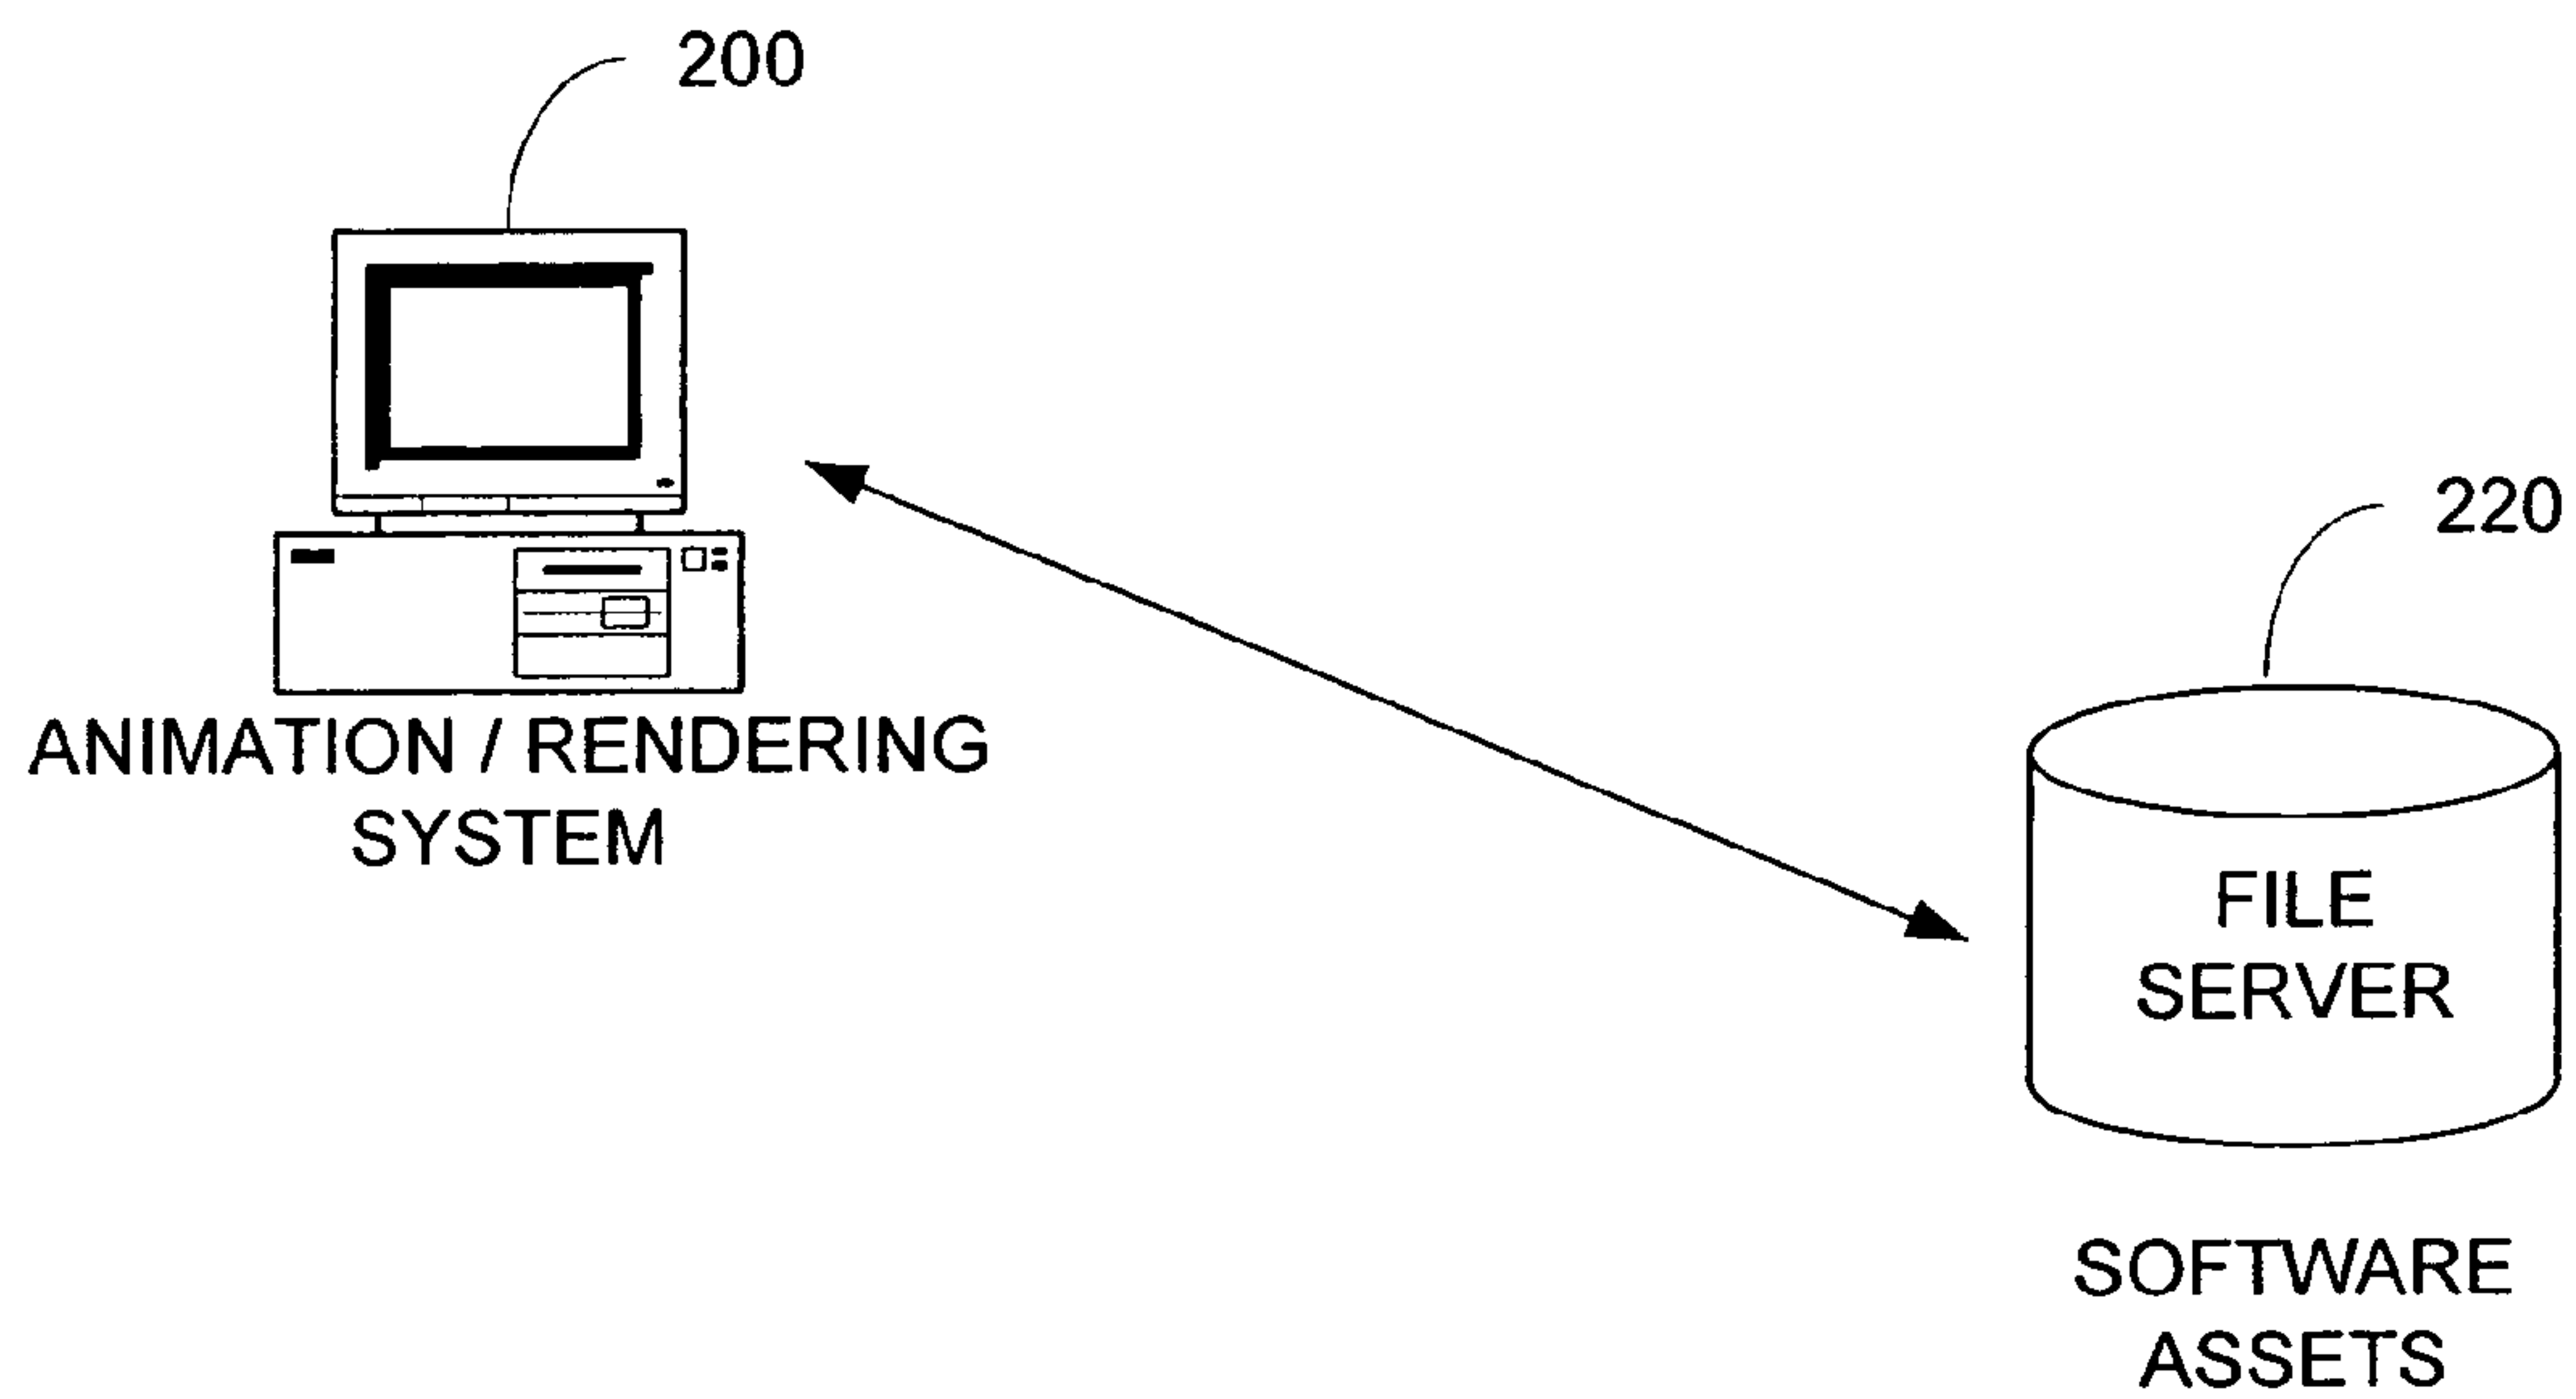 200
ANIMATION / RENDERING
SYSTEM
220
FILE
SERVER
SOFTWARE
ASSETS